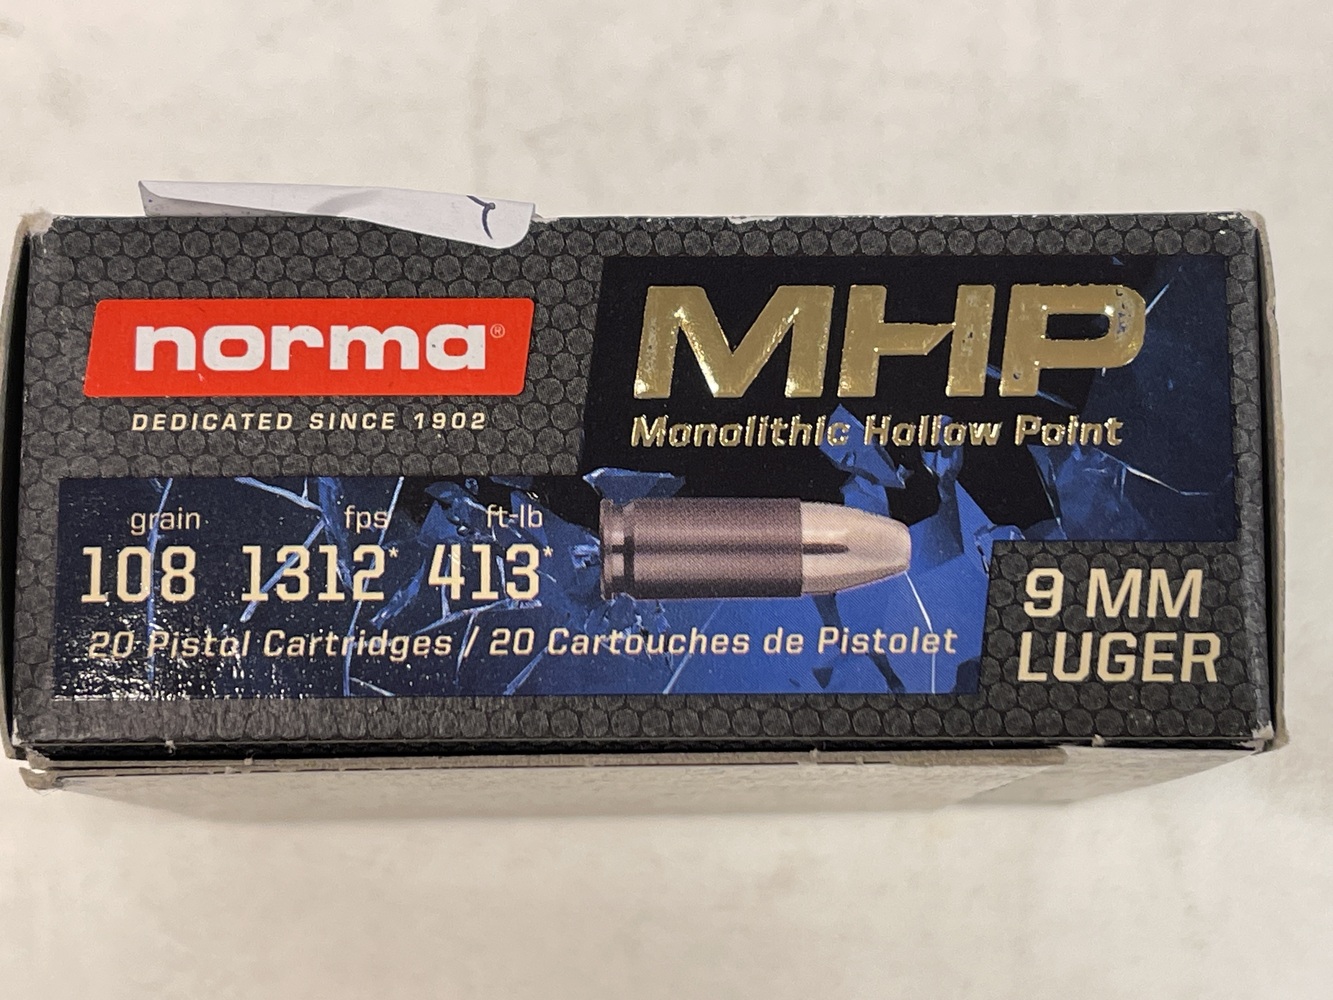 norma®
DEDICATED SINCE 1902
MHP
Monolithic Hollow Point
grain fps ft-lb
108 1312* 413*
20 Pistol Cartridges / 20 Cartouches de Pistolet
9 MM
LUGER